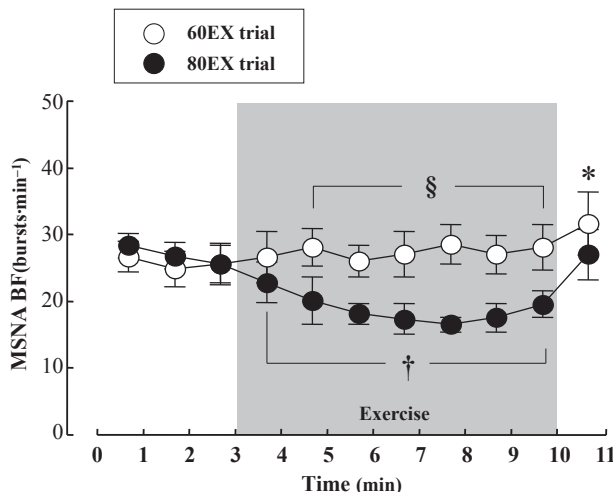 60EX trial
80EX trial
MSNA BF(bursts·min⁻¹)
50
40
30
20
10
0
§
*
†
Exercise
0 1 2 3 4 5 6 7 8 9 10 11
Time (min)